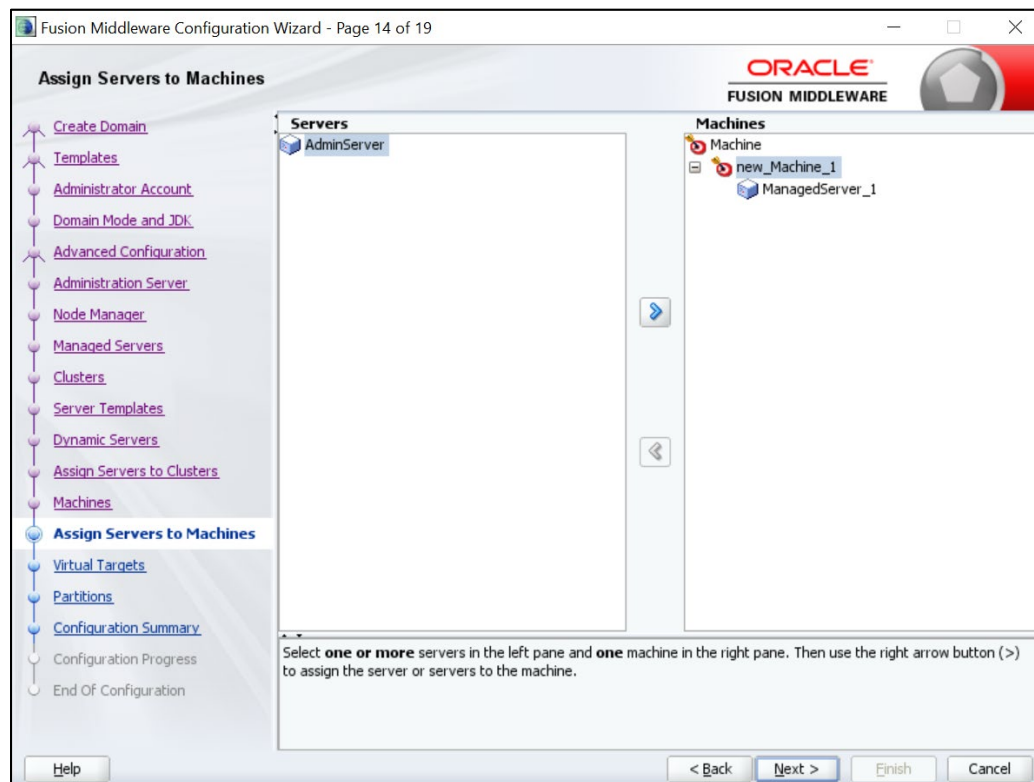 Fusion Middleware Configuration Wizard - Page 14 of 19
Assign Servers to Machines
ORACLE
FUSION MIDDLEWARE
Create Domain
Templates
Administrator Account
Domain Mode and JDK
Advanced Configuration
Administration Server
Node Manager
Managed Servers
Clusters
Server Templates
Dynamic Servers
Assign Servers to Clusters
Machines
Assign Servers to Machines
Virtual Targets
Partitions
Configuration Summary
Configuration Progress
End Of Configuration
Servers
AdminServer
Machines
Machine
new_Machine_1
ManagedServer_1
Select one or more servers in the left pane and one machine in the right pane. Then use the right arrow button (>)
to assign the server or servers to the machine.
Help
< Back
Next >
Finish
Cancel